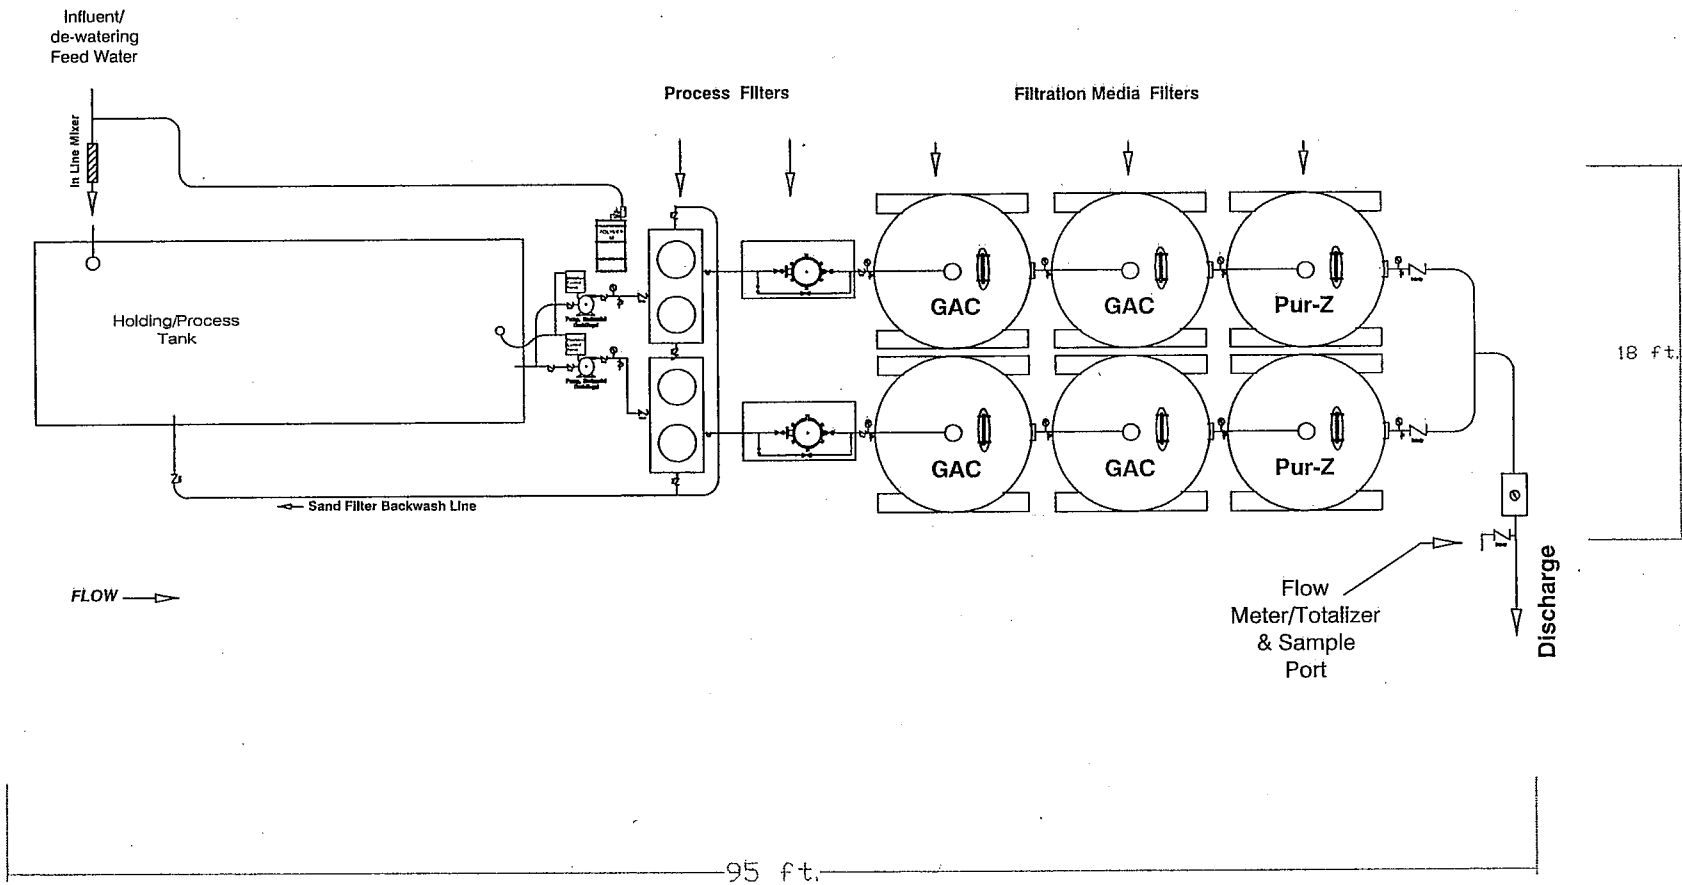 Influent/
de-watering
Feed Water
In Line Mixer
Process Filters
Filtration Media Filters
Holding/Process
Tank
GAC
GAC
Pur-Z
GAC
GAC
Pur-Z
18 ft.
Sand Filter Backwash Line
FLOW
Flow
Meter/Totalizer
& Sample
Port
Discharge
95 ft.